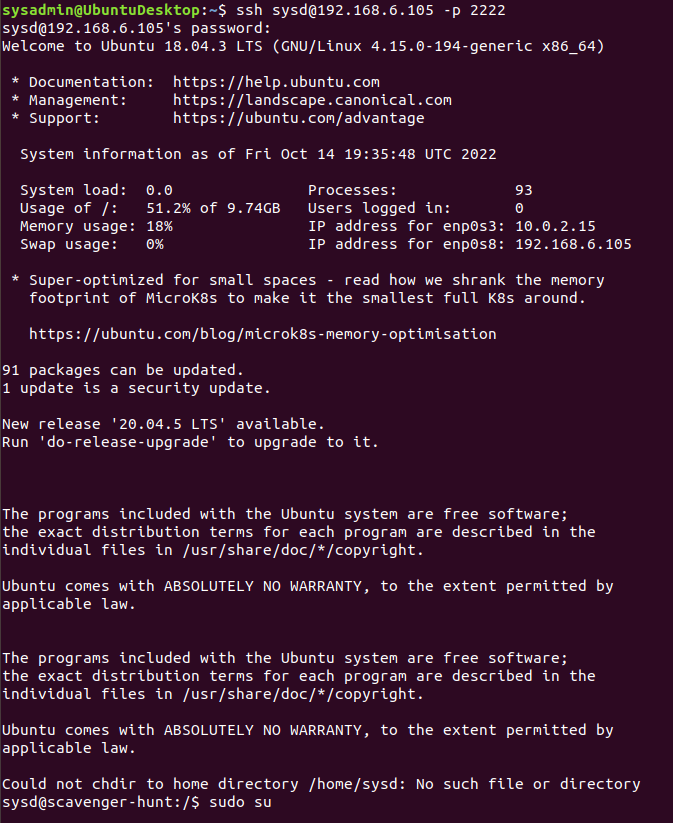 sysadmin@UbuntuDesktop:~$ ssh sysd@192.168.6.105 -p 2222
sysd@192.168.6.105's password:
Welcome to Ubuntu 18.04.3 LTS (GNU/Linux 4.15.0-194-generic x86_64)
* Documentation:  https://help.ubuntu.com
* Management:     https://landscape.canonical.com
* Support:        https://ubuntu.com/advantage
System information as of Fri Oct 14 19:35:48 UTC 2022
System load:  0.0               Processes:             93
Usage of /:   51.2% of 9.74GB   Users logged in:       0
Memory usage: 18%               IP address for enp0s3: 10.0.2.15
Swap usage:   0%                IP address for enp0s8: 192.168.6.105
* Super-optimized for small spaces - read how we shrank the memory
footprint of MicroK8s to make it the smallest full K8s around.
https://ubuntu.com/blog/microk8s-memory-optimisation
91 packages can be updated.
1 update is a security update.
New release '20.04.5 LTS' available.
Run 'do-release-upgrade' to upgrade to it.
The programs included with the Ubuntu system are free software;
the exact distribution terms for each program are described in the
individual files in /usr/share/doc/*/copyright.
Ubuntu comes with ABSOLUTELY NO WARRANTY, to the extent permitted by
applicable law.
The programs included with the Ubuntu system are free software;
the exact distribution terms for each program are described in the
individual files in /usr/share/doc/*/copyright.
Ubuntu comes with ABSOLUTELY NO WARRANTY, to the extent permitted by
applicable law.
Could not chdir to home directory /home/sysd: No such file or directory
sysd@scavenger-hunt:/$ sudo su